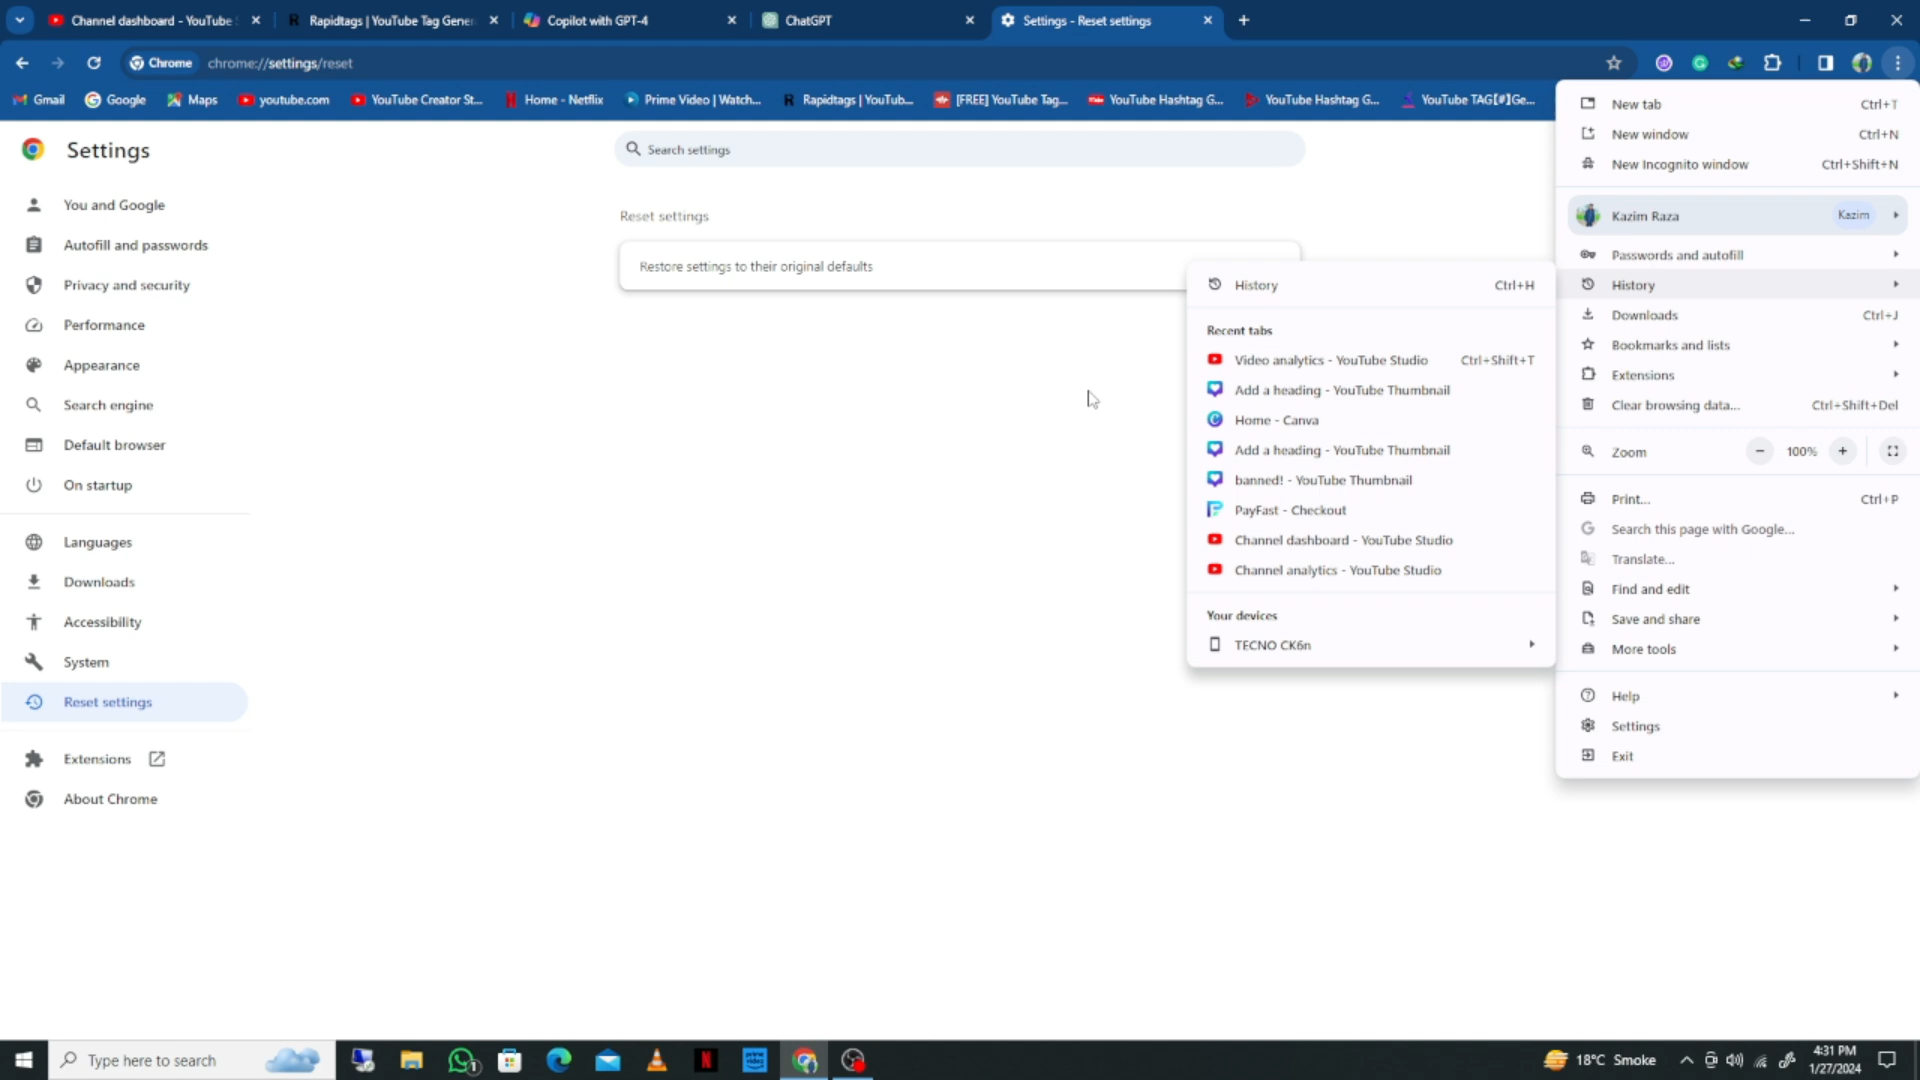 Channel dashboard - YouTube
Rapidtags | YouTube Tag Gener
Copilot with GPT-4
ChatGPT
Settings - Reset settings
Chrome
chrome://settings/reset
Gmail
Google
Maps
youtube.com
YouTube Creator St...
Home - Netflix
Prime Video | Watch...
Rapidtags | YouTub...
[FREE] YouTube Tag...
YouTube Hashtag G...
YouTube Hashtag G...
YouTube TAG[#]Ge...
Settings
Search settings
You and Google
Autofill and passwords
Privacy and security
Performance
Appearance
Search engine
Default browser
On startup
Languages
Downloads
Accessibility
System
Reset settings
Extensions
About Chrome
Reset settings
Restore settings to their original defaults
History Ctrl+H
Recent tabs
Video analytics - YouTube Studio Ctrl+Shift+T
Add a heading - YouTube Thumbnail
Home - Canva
Add a heading - YouTube Thumbnail
banned! - YouTube Thumbnail
PayFast - Checkout
Channel dashboard - YouTube Studio
Channel analytics - YouTube Studio
Your devices
TECNO CK6n
New tab Ctrl+T
New window Ctrl+N
New Incognito window Ctrl+Shift+N
Kazim Raza Kazim
Passwords and autofill
History
Downloads Ctrl+J
Bookmarks and lists
Extensions
Clear browsing data... Ctrl+Shift+Del
Zoom − 100% +
Print... Ctrl+P
Search this page with Google...
Translate...
Find and edit
Save and share
More tools
Help
Settings
Exit
Type here to search
1
prime video
18°C Smoke
4:31 PM
1/27/2024